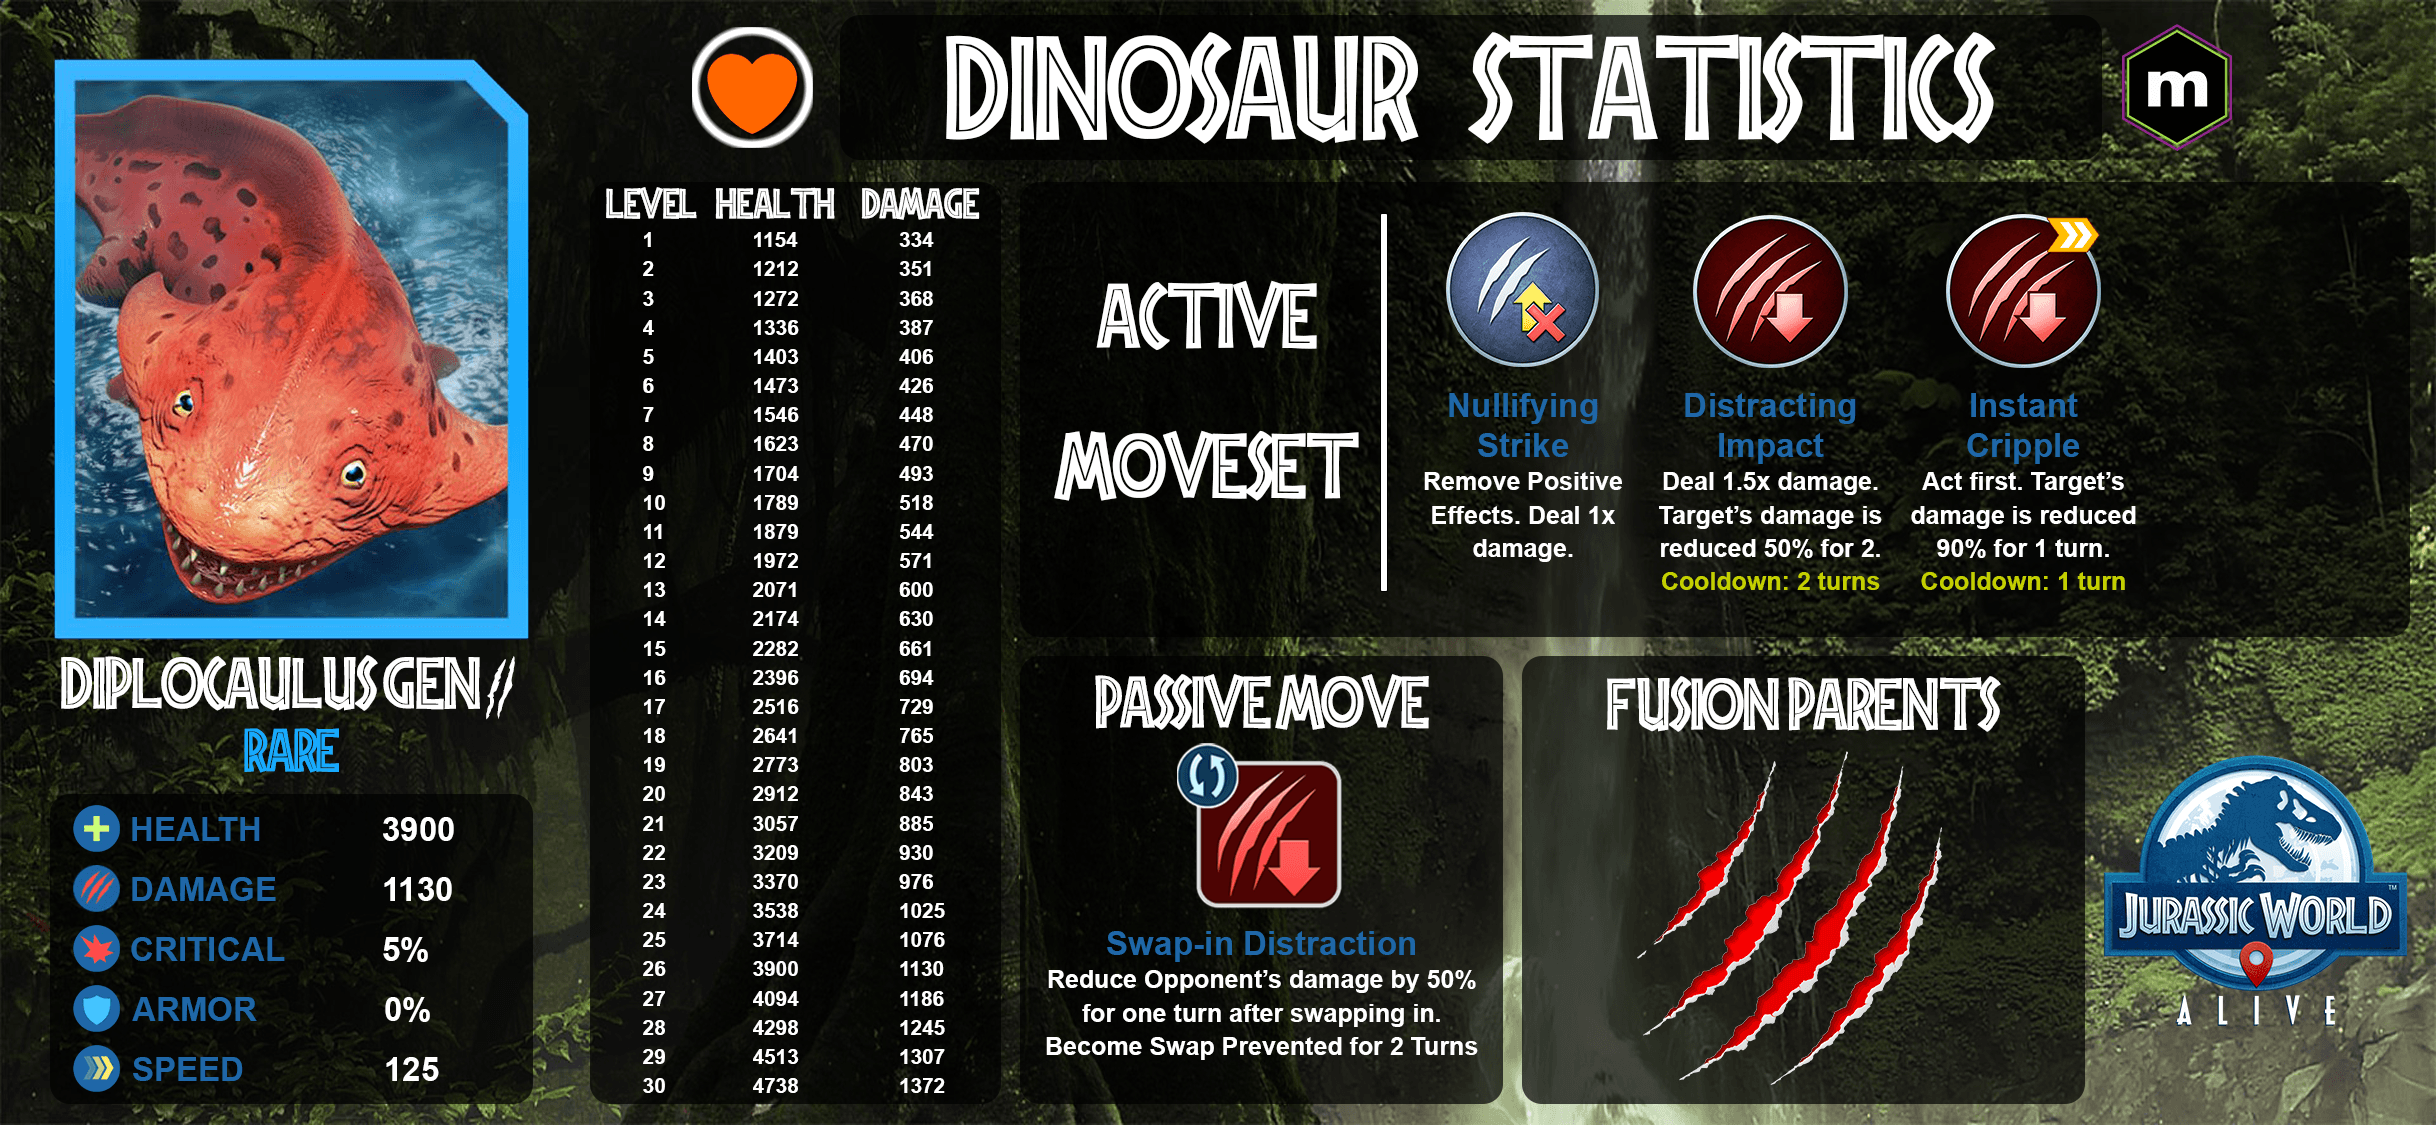 DINOSAUR STATISTICS
m
DIPLOCAULUS GEN II
RARE
HEALTH 3900
DAMAGE 1130
CRITICAL 5%
ARMOR 0%
SPEED 125
LEVEL HEALTH DAMAGE
1 1154 334
2 1212 351
3 1272 368
4 1336 387
5 1403 406
6 1473 426
7 1546 448
8 1623 470
9 1704 493
10 1789 518
11 1879 544
12 1972 571
13 2071 600
14 2174 630
15 2282 661
16 2396 694
17 2516 729
18 2641 765
19 2773 803
20 2912 843
21 3057 885
22 3209 930
23 3370 976
24 3538 1025
25 3714 1076
26 3900 1130
27 4094 1186
28 4298 1245
29 4513 1307
30 4738 1372
ACTIVE
MOVESET
Nullifying
Strike
Remove Positive
Effects. Deal 1x
damage.
Distracting
Impact
Deal 1.5x damage.
Target’s damage is
reduced 50% for 2.
Cooldown: 2 turns
Instant
Cripple
Act first. Target’s
damage is reduced
90% for 1 turn.
Cooldown: 1 turn
PASSIVE MOVE
Swap-in Distraction
Reduce Opponent’s damage by 50%
for one turn after swapping in.
Become Swap Prevented for 2 Turns
FUSION PARENTS
JURASSIC WORLD™
ALIVE